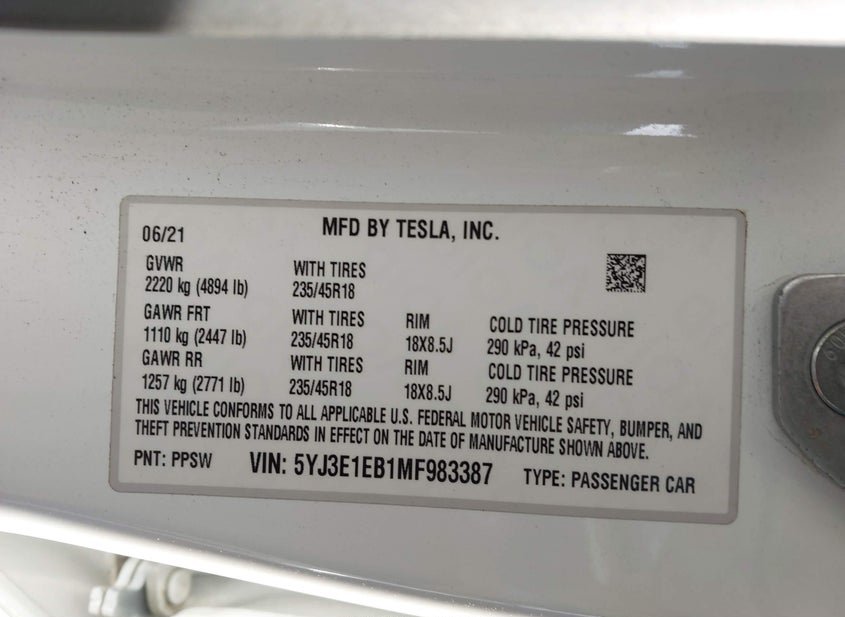 06/21 MFD BY TESLA, INC.
GVWR WITH TIRES
2220 kg (4894 lb) 235/45R18
GAWR FRT WITH TIRES RIM COLD TIRE PRESSURE
1110 kg (2447 lb) 235/45R18 18X8.5J 290 kPa, 42 psi
GAWR RR WITH TIRES RIM COLD TIRE PRESSURE
1257 kg (2771 lb) 235/45R18 18X8.5J 290 kPa, 42 psi
THIS VEHICLE CONFORMS TO ALL APPLICABLE U.S. FEDERAL MOTOR VEHICLE SAFETY, BUMPER, AND
THEFT PREVENTION STANDARDS IN EFFECT ON THE DATE OF MANUFACTURE SHOWN ABOVE.
PNT: PPSW VIN: 5YJ3E1EB1MF983387 TYPE: PASSENGER CAR